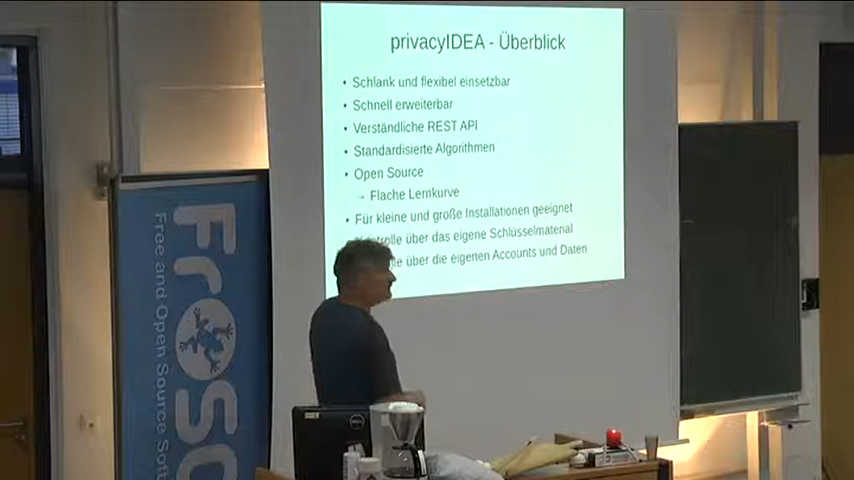 privacyIDEA - Überblick
• Schlank und flexibel einsetzbar
• Schnell erweiterbar
• Verständliche REST API
• Standardisierte Algorithmen
• Open Source
→ Flache Lernkurve
• Für kleine und große Installationen geeignet
über das eigene Schlüsselmaterial
über die eigenen Accounts und Daten
FrOSC
Free and Open Source Soft
DELL